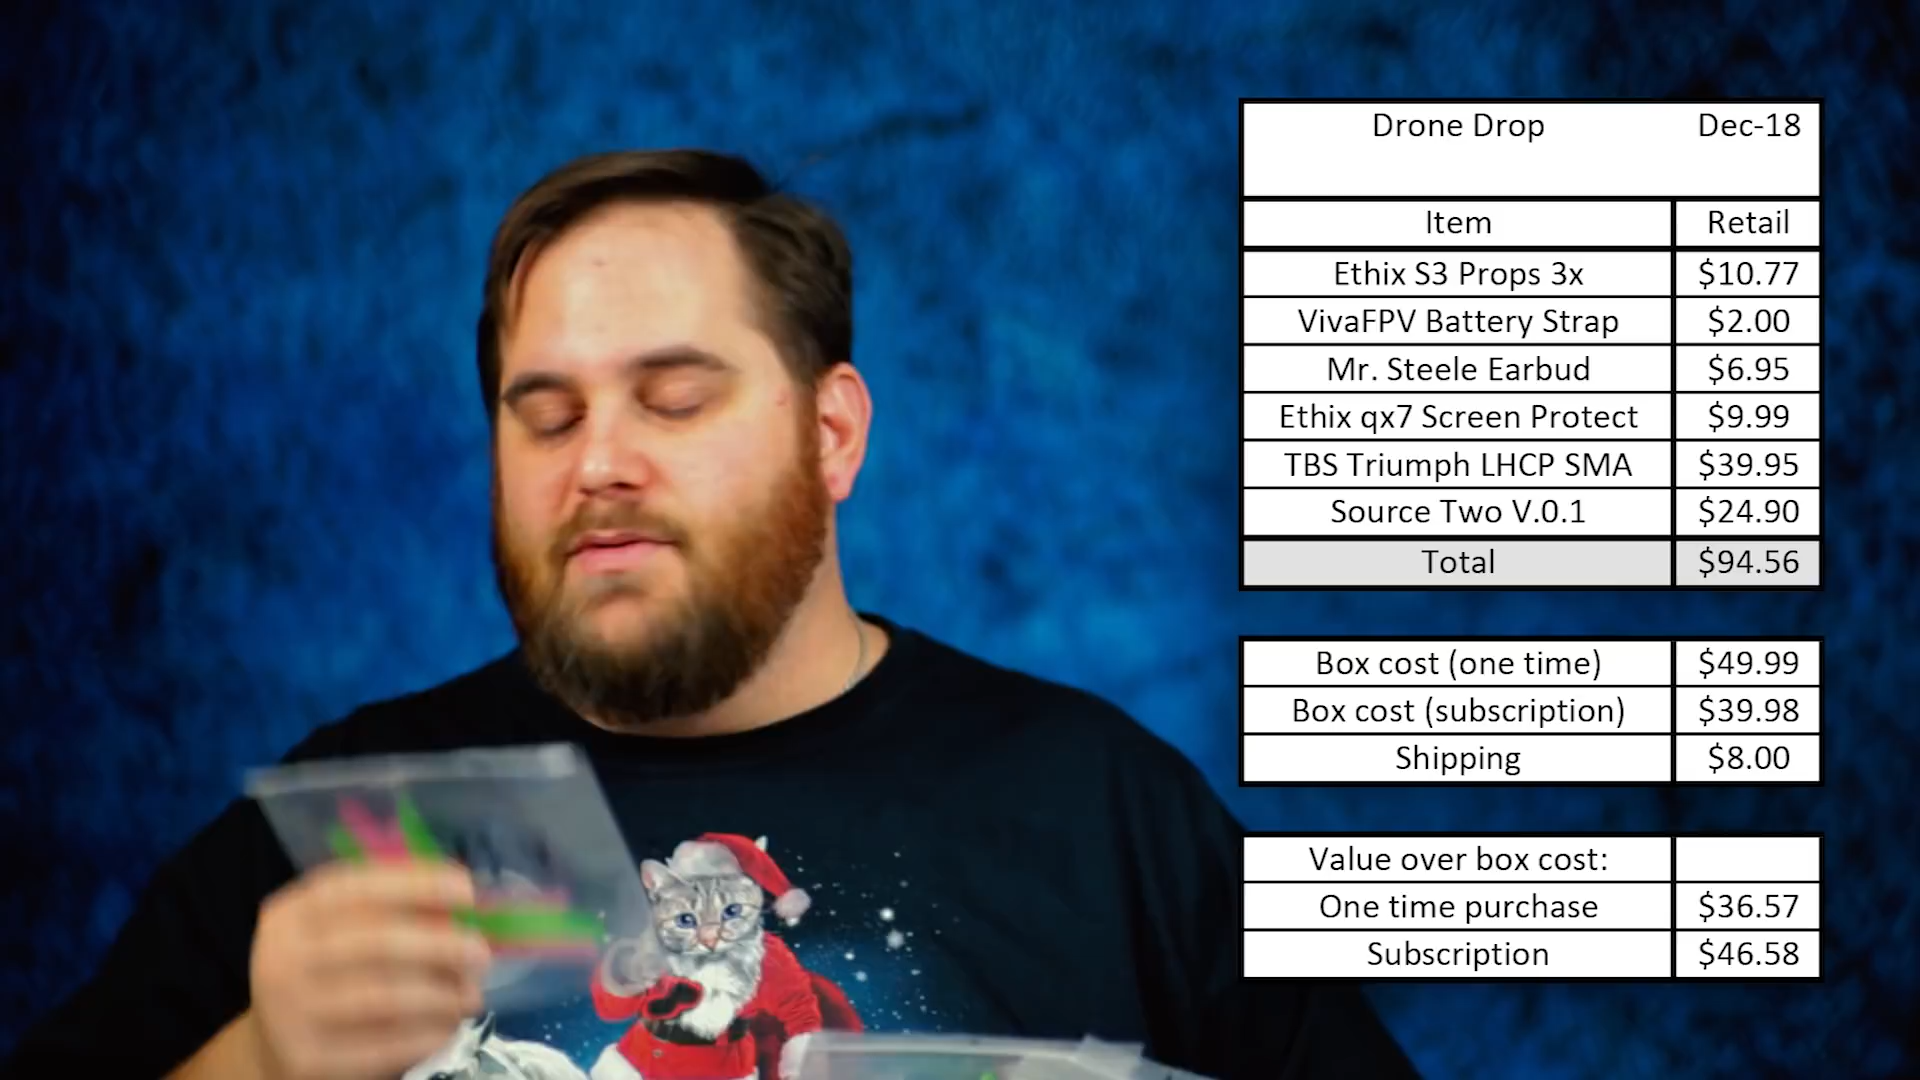 Drone Drop Dec-18
Item Retail
Ethix S3 Props 3x $10.77
VivaFPV Battery Strap $2.00
Mr. Steele Earbud $6.95
Ethix qx7 Screen Protect $9.99
TBS Triumph LHCP SMA $39.95
Source Two V.0.1 $24.90
Total $94.56
Box cost (one time) $49.99
Box cost (subscription) $39.98
Shipping $8.00
Value over box cost:
One time purchase $36.57
Subscription $46.58